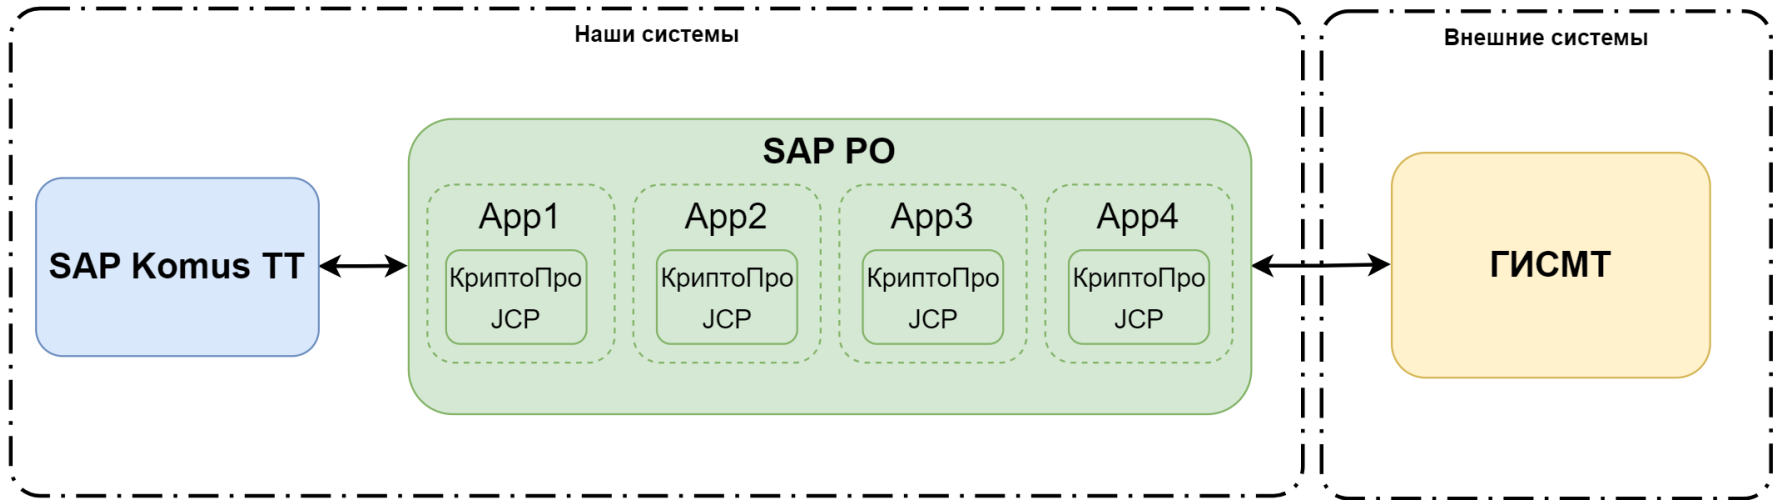 Наши системы
Внешние системы
SAP Komus TT
SAP PO
App1
КриптоПро
JCP
App2
КриптоПро
JCP
App3
КриптоПро
JCP
App4
КриптоПро
JCP
ГИСМТ